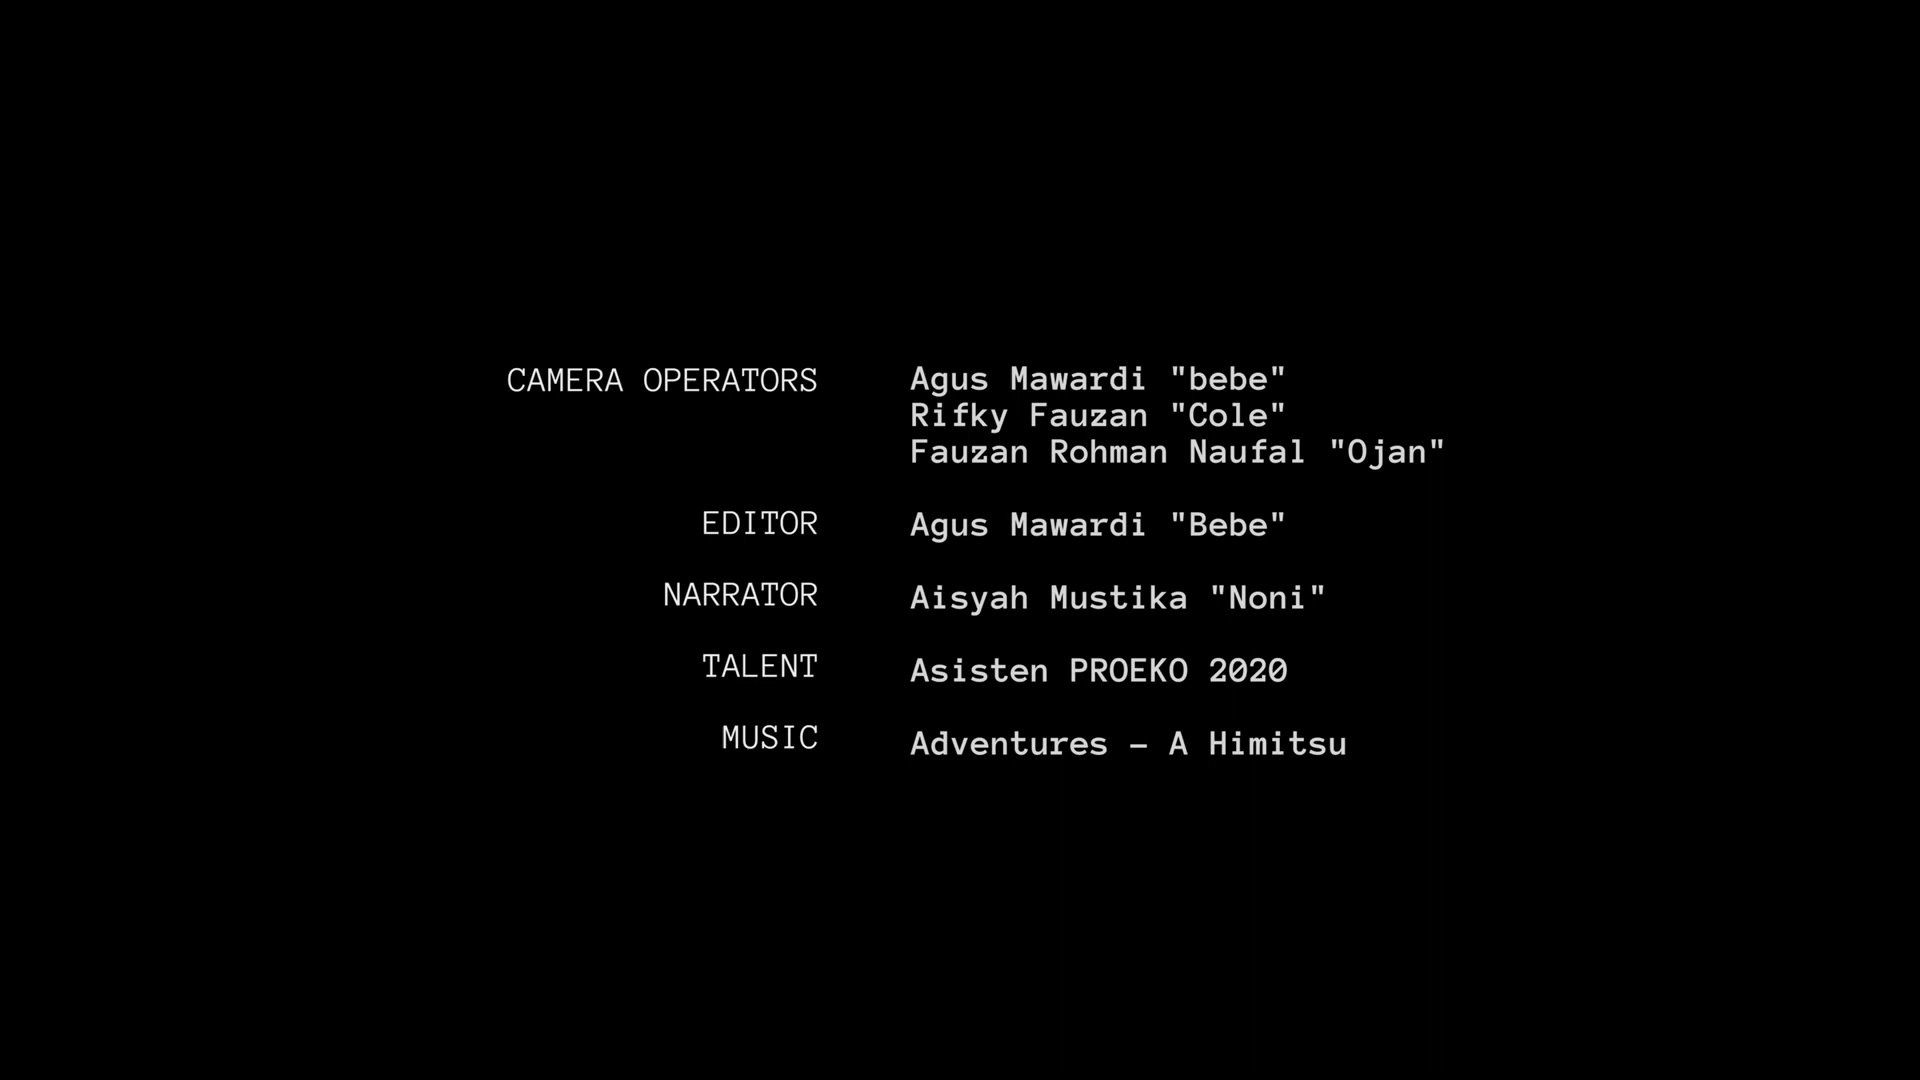 CAMERA OPERATORS Agus Mawardi "bebe"
Rifky Fauzan "Cole"
Fauzan Rohman Naufal "Ojan"
EDITOR Agus Mawardi "Bebe"
NARRATOR Aisyah Mustika "Noni"
TALENT Asisten PROEKO 2020
MUSIC Adventures – A Himitsu